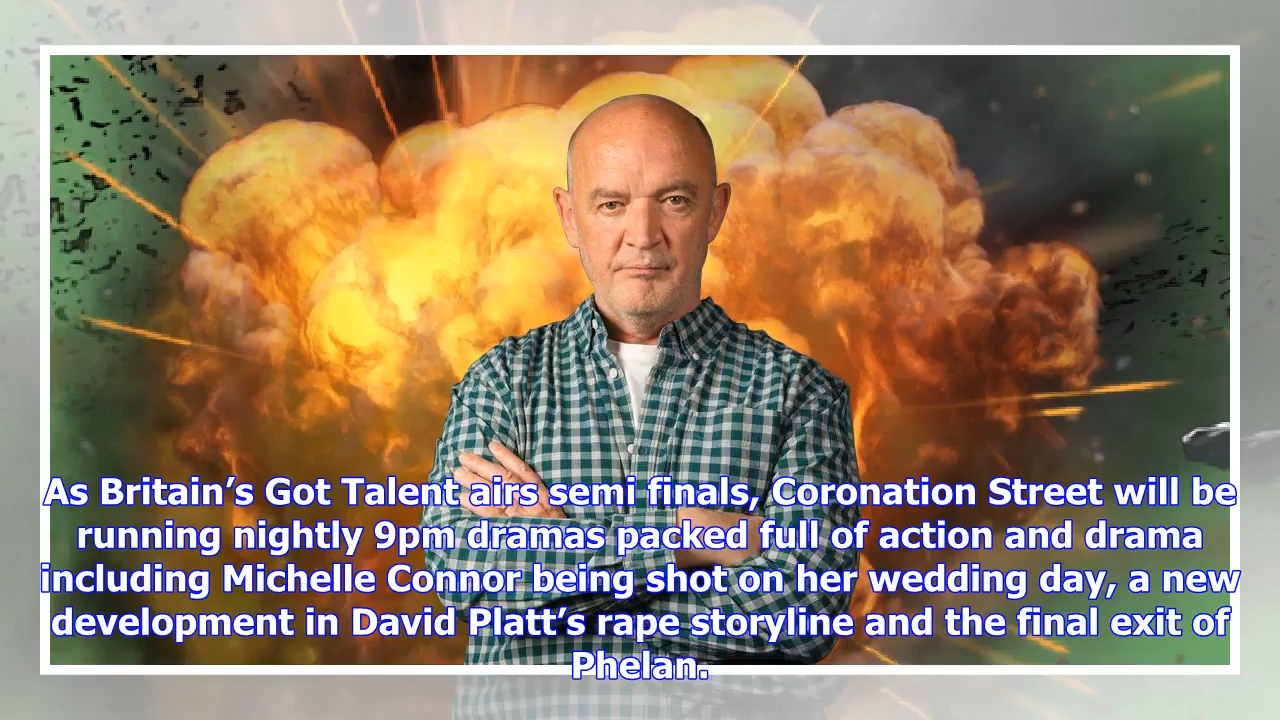 As Britain’s Got Talent airs semi finals, Coronation Street will be
running nightly 9pm dramas packed full of action and drama
including Michelle Connor being shot on her wedding day, a new
development in David Platt’s rape storyline and the final exit of
Phelan.